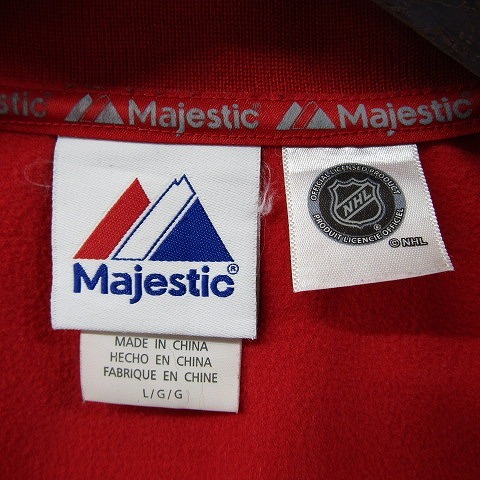 Majestic® Majestic® Majestic
Majestic®
MADE IN CHINA
HECHO EN CHINA
FABRIQUE EN CHINE
L/G/G
OFFICIAL LICENSED PRODUCT
NHL
PRODUIT LICENCIÉ OFFICIEL
© NHL